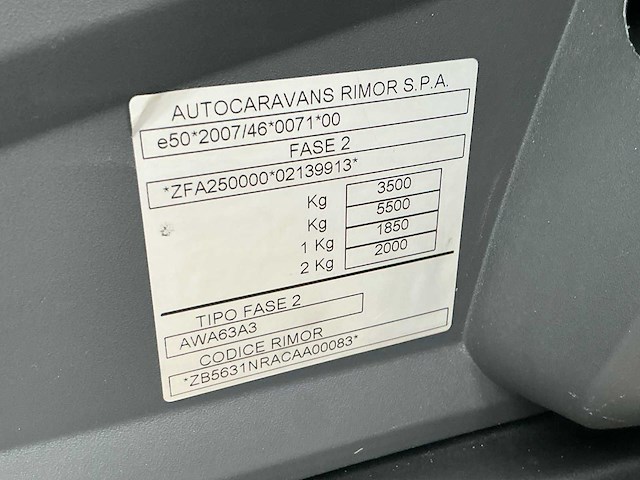 AUTOCARAVANS RIMOR S.P.A.
e50*2007/46*0071*00
FASE 2
*ZFA250000*02139913*
Kg 3500
Kg 5500
1 Kg 1850
2 Kg 2000
TIPO FASE 2
AWA63A3
CODICE RIMOR
*ZB5631NRACAA00083*